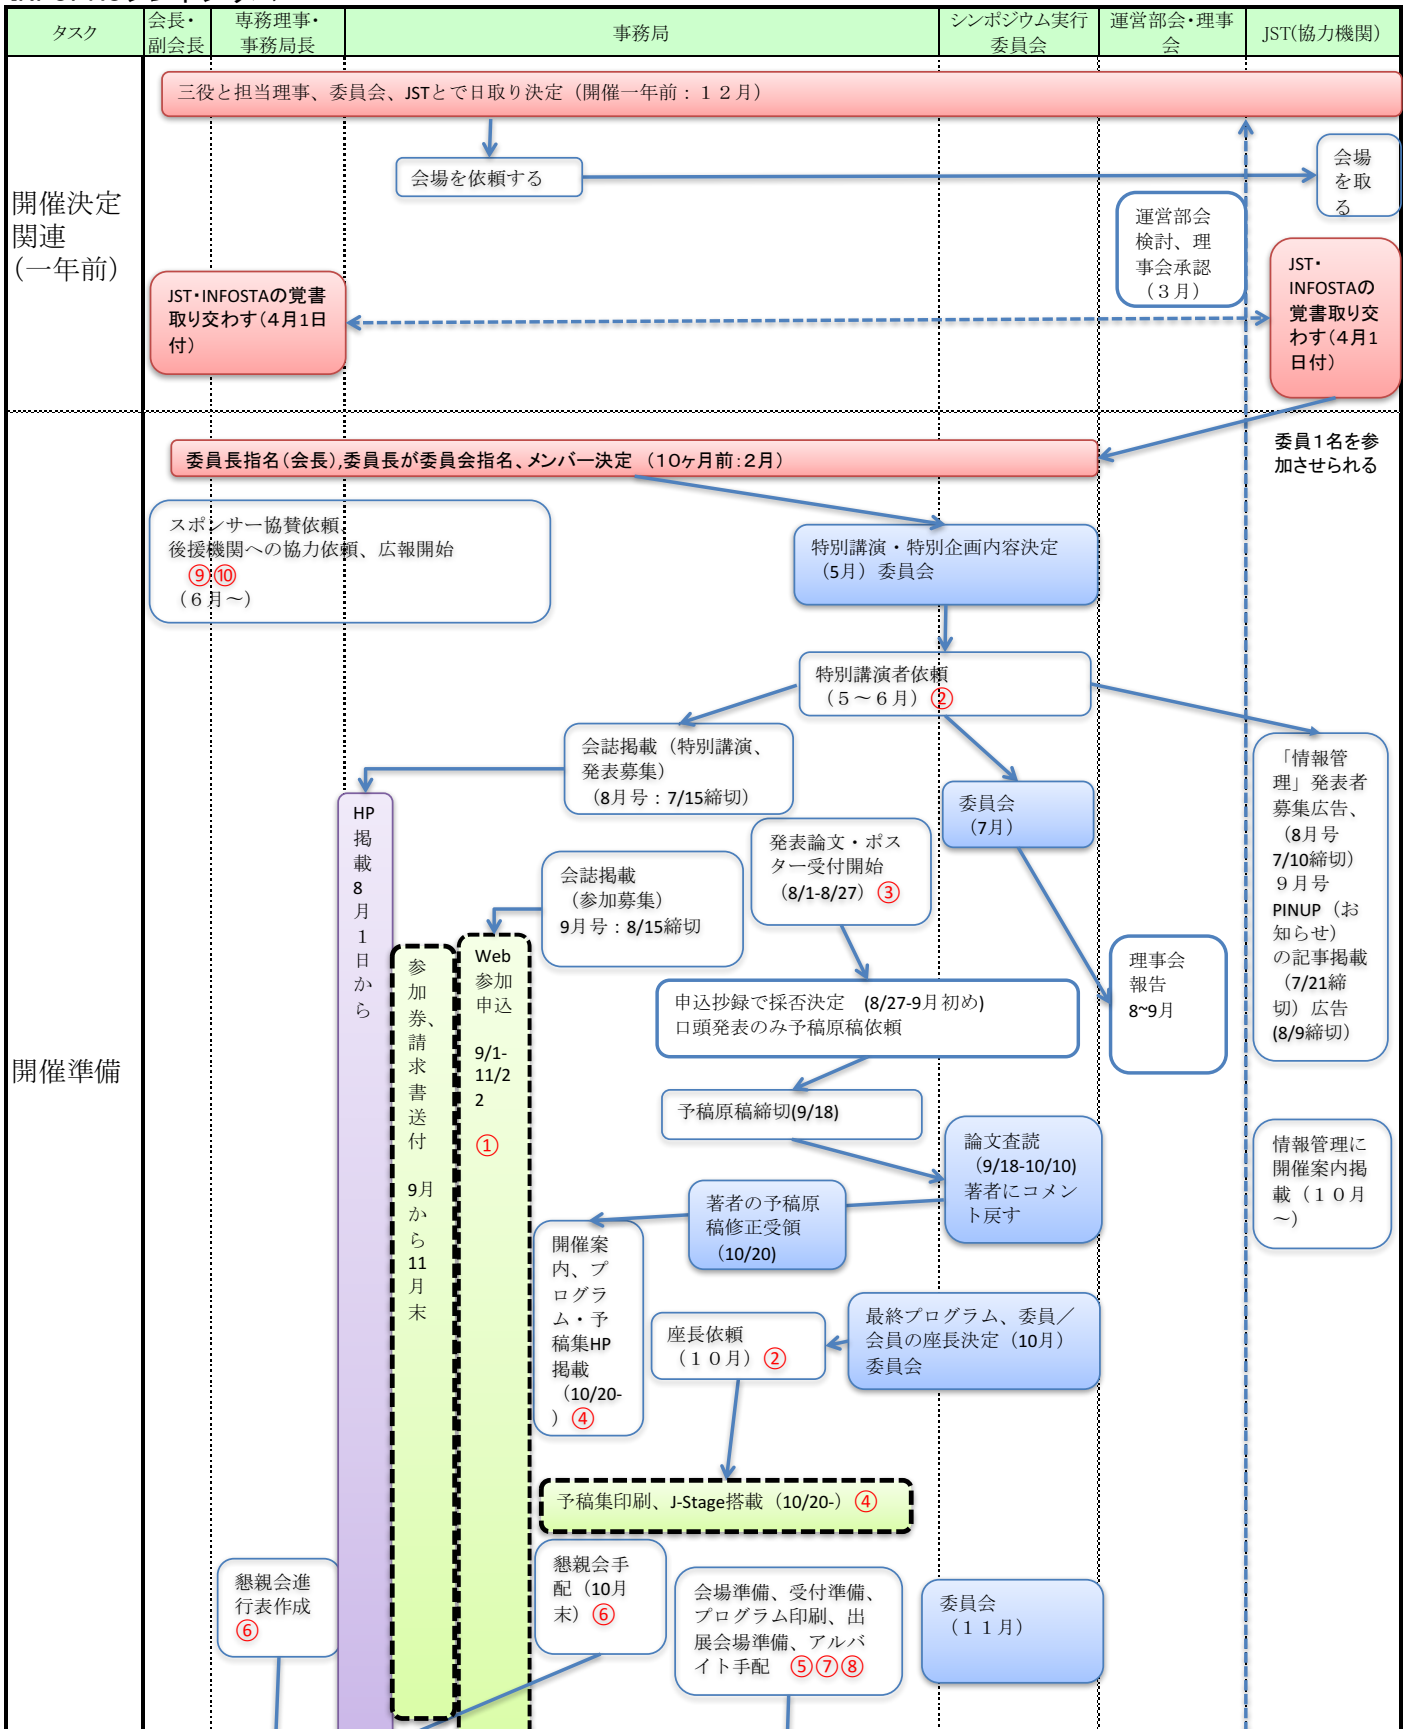 タスク
会長・
副会長
専務理事・
事務局長
事務局
シンポジウム実行
委員会
運営部会・理事
会
JST(協力機関)
三役と担当理事、委員会、JSTとで日取り決定（開催一年前：１２月）
会場を依頼する
会場
を取
る
開催決定
関連
（一年前）
運営部会
検討、理
事会承認
（３月）
JST・INFOSTAの覚書
取り交わす（４月1日
付）
JST・
INFOSTAの
覚書取り交
わす（４月1
日付）
委員１名を参
加させられる
委員長指名（会長）,委員長が委員会指名、メンバー決定　（1０ヶ月前：２月）
スポンサー協賛依頼、
後援機関への協力依頼、広報開始
⑨⑩
（６月～）
特別講演・特別企画内容決定
（5月）委員会
特別講演者依頼
（５～６月）②
会誌掲載（特別講演、
発表募集）
（8月号：7/15締切）
HP
掲
載
8
月
１
日
か
ら
委員会
（7月）
「情報管
理」発表者
募集広告、
（8月号
7/10締切）
９月号
PINUP（お
知らせ）
の記事掲載
（7/21締
切）広告
(8/9締切）
発表論文・ポス
ター受付開始
（8/1-8/27）③
会誌掲載
（参加募集）
9月号：8/15締切
Web
参加
申込
9/1-
11/2
2
①
参
加
券、
請
求
書
送
付
9月
か
ら
11
月
末
理事会
報告
8~9月
申込抄録で採否決定　(8/27-9月初め)
口頭発表のみ予稿原稿依頼
開催準備
予稿原稿締切(9/18)
論文査読
（9/18-10/10)
著者にコメン
ト戻す
情報管理に
開催案内掲
載（１０月
～）
著者の予稿原
稿修正受領
（10/20)
開催案
内、プ
ログラ
ム・予
稿集HP
掲載
（10/20-
）④
座長依頼
（１０月）②
最終プログラム、委員／
会員の座長決定（10月）
委員会
予稿集印刷、J-Stage搭載（10/20-）④
懇親会進
行表作成
⑥
懇親会手
配（10月
末）⑥
会場準備、受付準備、
プログラム印刷、出
展会場準備、アルバ
イト手配　⑤⑦⑧
委員会
（１１月）